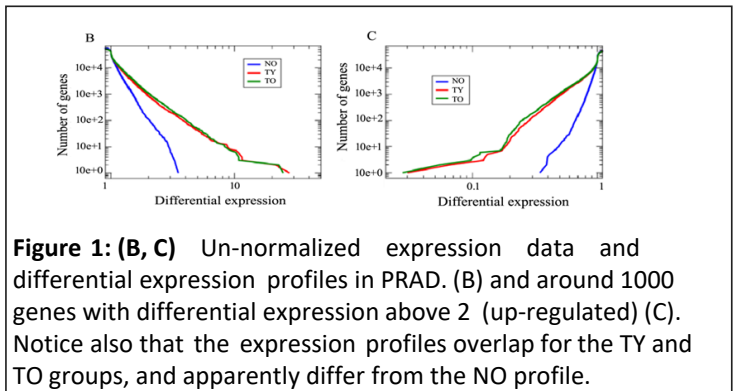 B
C
NO
TY
TO
NO
TY
TO
Number of genes
10e+4
10e+3
10e+2
10e+1
10e+0
1
10
Differential expression
Number of genes
10e+4
10e+3
10e+2
10e+1
10e+0
0.1
1
Differential expression
Figure 1: (B, C) Un-normalized expression data and
differential expression profiles in PRAD. (B) and around 1000
genes with differential expression above 2 (up-regulated) (C).
Notice also that the expression profiles overlap for the TY and
TO groups, and apparently differ from the NO profile.